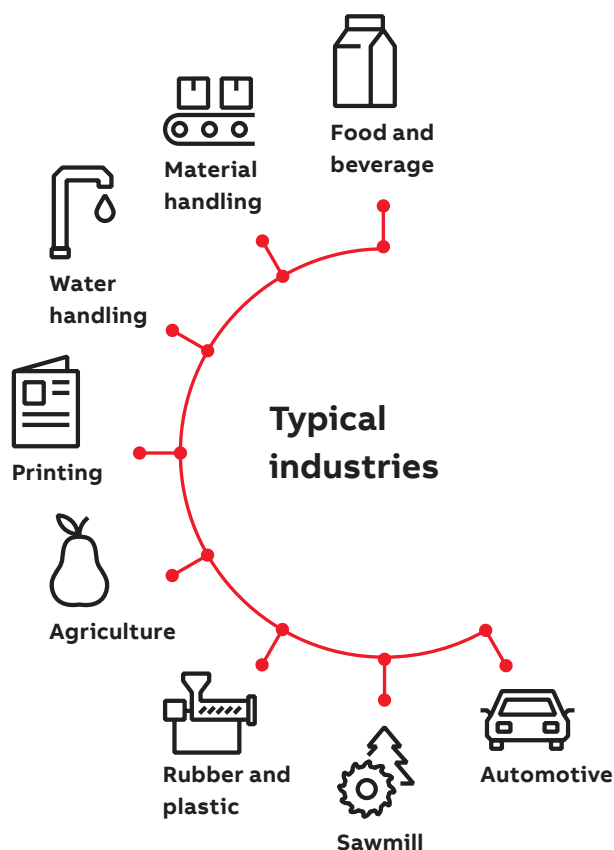 Food and
beverage
Material
handling
Water
handling
Printing
Agriculture
Rubber and
plastic
Sawmill
Automotive
Typical
industries